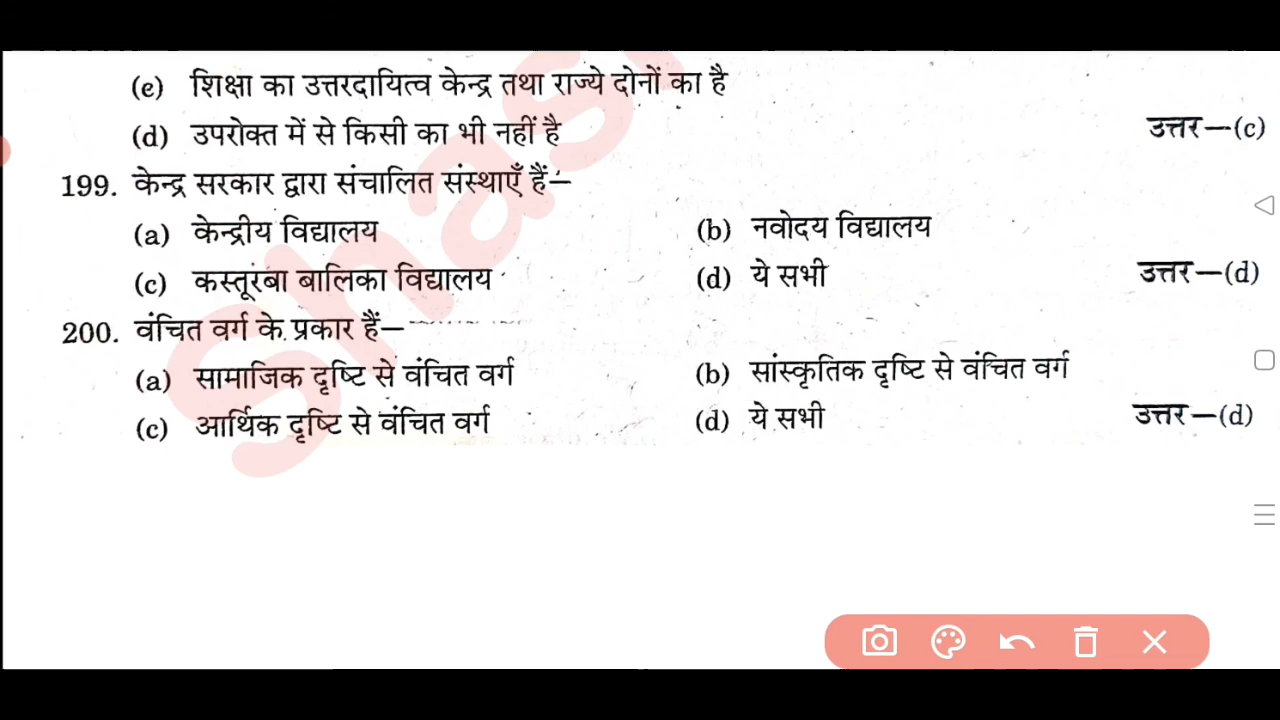 (e) शिक्षा का उत्तरदायित्व केन्द्र तथा राज्ये दोनों का है
(d) उपरोक्त में से किसी का भी नहीं है उत्तर—(c)
199. केन्द्र सरकार द्वारा संचालित संस्थाएँ हैं—
(a) केन्द्रीय विद्यालय (b) नवोदय विद्यालय
(c) कस्तूरंबा बालिका विद्यालय (d) ये सभी उत्तर—(d)
200. वंचित वर्ग के प्रकार हैं—
(a) सामाजिक दृष्टि से वंचित वर्ग (b) सांस्कृतिक दृष्टि से वंचित वर्ग
(c) आर्थिक दृष्टि से वंचित वर्ग (d) ये सभी उत्तर—(d)